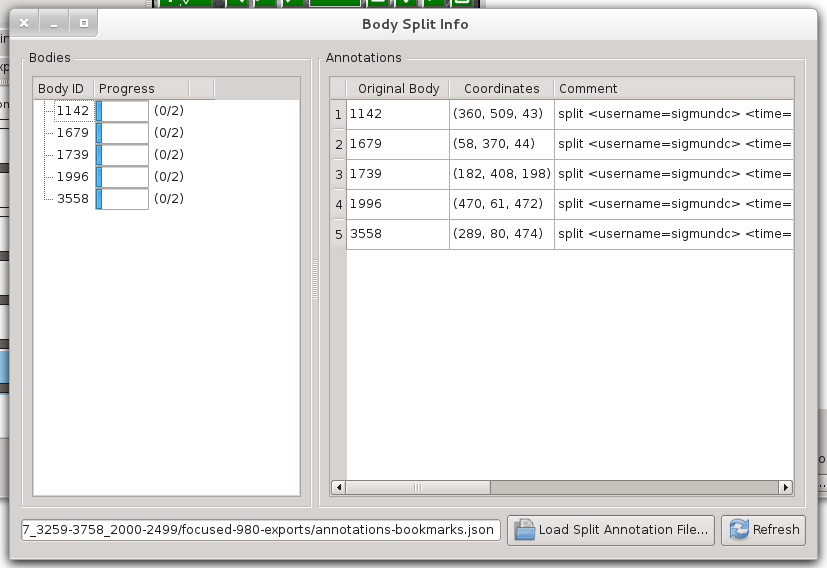 Body Split Info
Bodies
Body ID Progress
1142 (0/2)
1679 (0/2)
1739 (0/2)
1996 (0/2)
3558 (0/2)
Annotations
Original Body Coordinates Comment
1 1142 (360, 509, 43) split <username=sigmundc> <time=
2 1679 (58, 370, 44) split <username=sigmundc> <time=
3 1739 (182, 408, 198) split <username=sigmundc> <time=
4 1996 (470, 61, 472) split <username=sigmundc> <time=
5 3558 (289, 80, 474) split <username=sigmundc> <time=
7_3259-3758_2000-2499/focused-980-exports/annotations-bookmarks.json
Load Split Annotation File...
Refresh